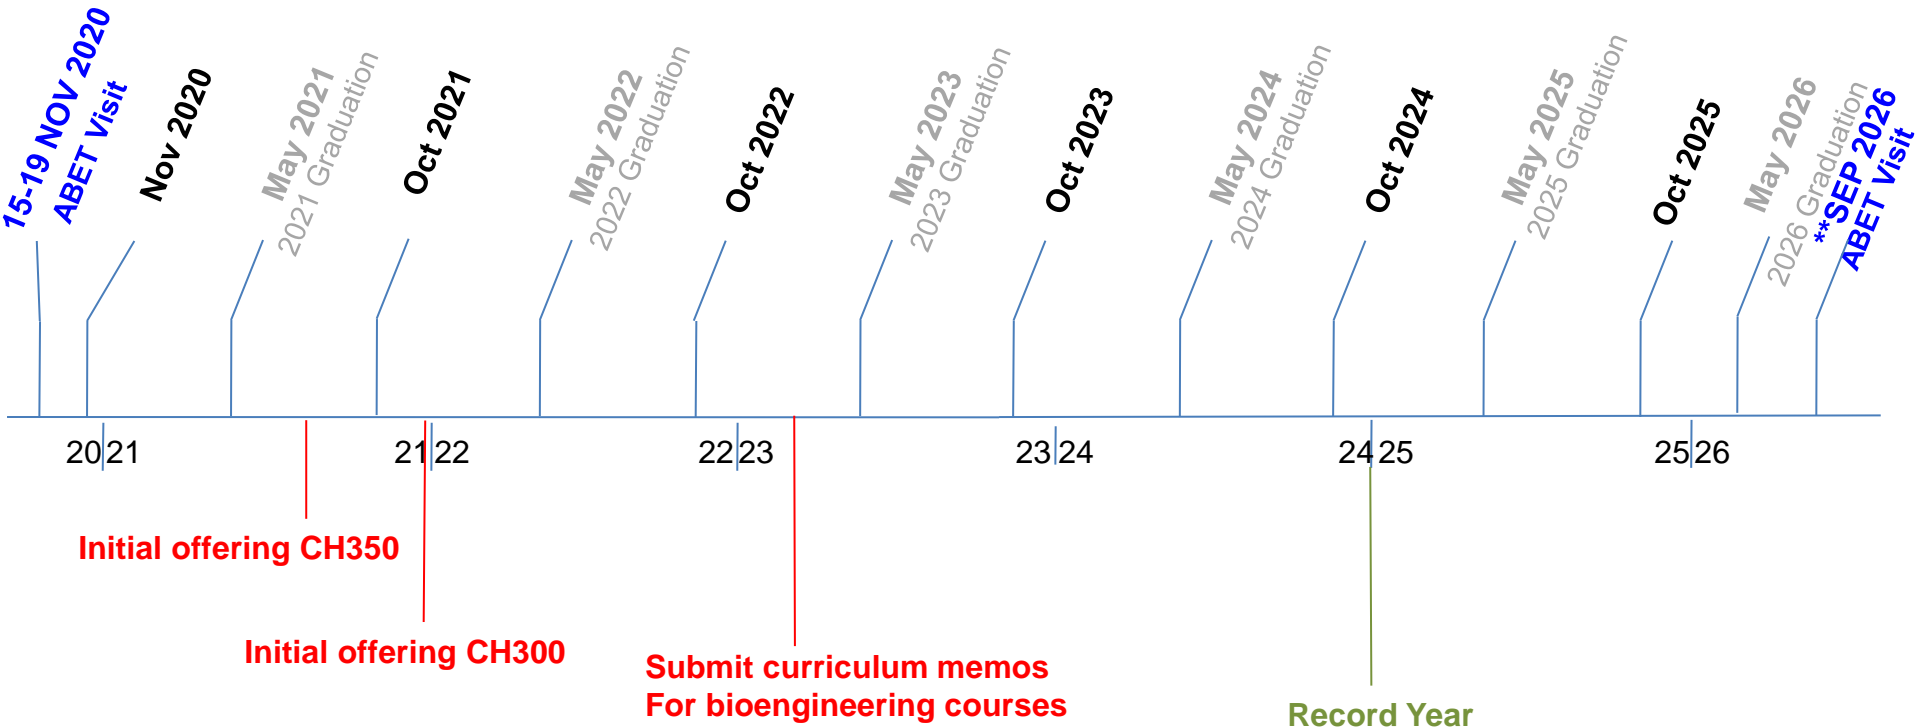 15-19 NOV 2020
ABET Visit
Nov 2020
May 2021
2021 Graduation
Oct 2021
May 2022
2022 Graduation
Oct 2022
May 2023
2023 Graduation
Oct 2023
May 2024
2024 Graduation
Oct 2024
May 2025
2025 Graduation
Oct 2025
May 2026
2026 Graduation
**SEP 2026
ABET Visit
20 21
21 22
22 23
23 24
24 25
25 26
Initial offering CH350
Initial offering CH300
Submit curriculum memos
For bioengineering courses
Record Year